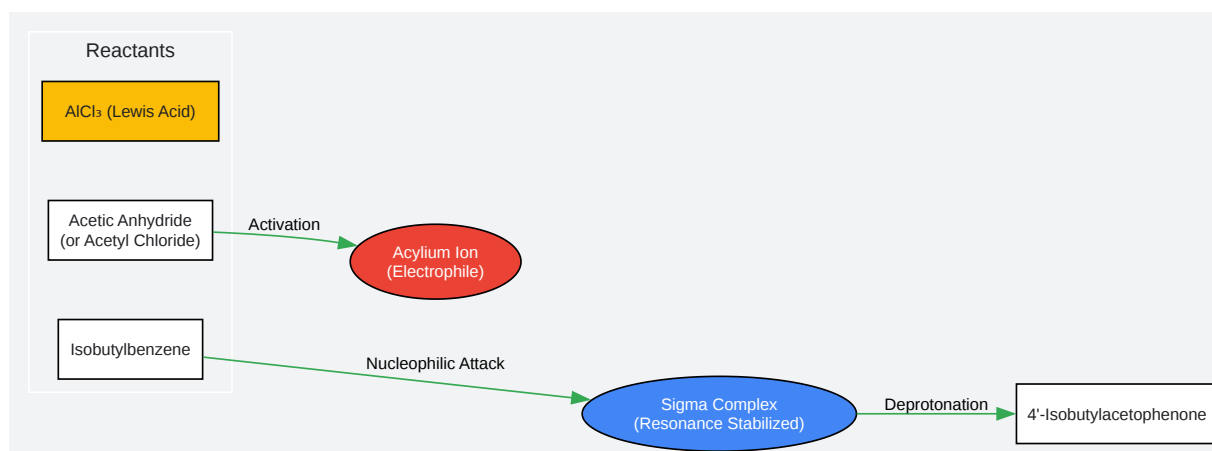 Reactants
AlCl₃ (Lewis Acid)
Acetic Anhydride
(or Acetyl Chloride)
Activation
Acylium Ion
(Electrophile)
Isobutylbenzene
Nucleophilic Attack
Sigma Complex
(Resonance Stabilized)
Deprotonation
4'-Isobutylacetophenone